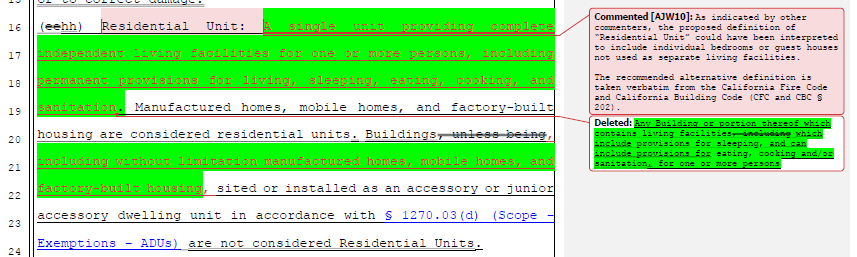 15 or to correct damage.
16 (eehh) Residential Unit: A single unit providing complete
17 independent living facilities for one or more persons, including
18 permanent provisions for living, sleeping, eating, cooking, and
19 sanitation. Manufactured homes, mobile homes, and factory-built
20 housing are considered residential units. Buildings, unless being,
21 including without limitation manufactured homes, mobile homes, and
22 factory-built housing, sited or installed as an accessory or junior
23 accessory dwelling unit in accordance with § 1270.03(d) (Scope –
24 Exemptions – ADUs) are not considered Residential Units.
Commented [AJW10]: As indicated by other
commenters, the proposed definition of
"Residential Unit" could have been interpreted
to include individual bedrooms or guest houses
not used as separate living facilities.
The recommended alternative definition is
taken verbatim from the California Fire Code
and California Building Code (CFC and CBC §
202).
Deleted: Any Building or portion thereof which
contains living facilities, including which
include provisions for sleeping, and can
include provisions for eating, cooking and/or
sanitation, for one or more persons